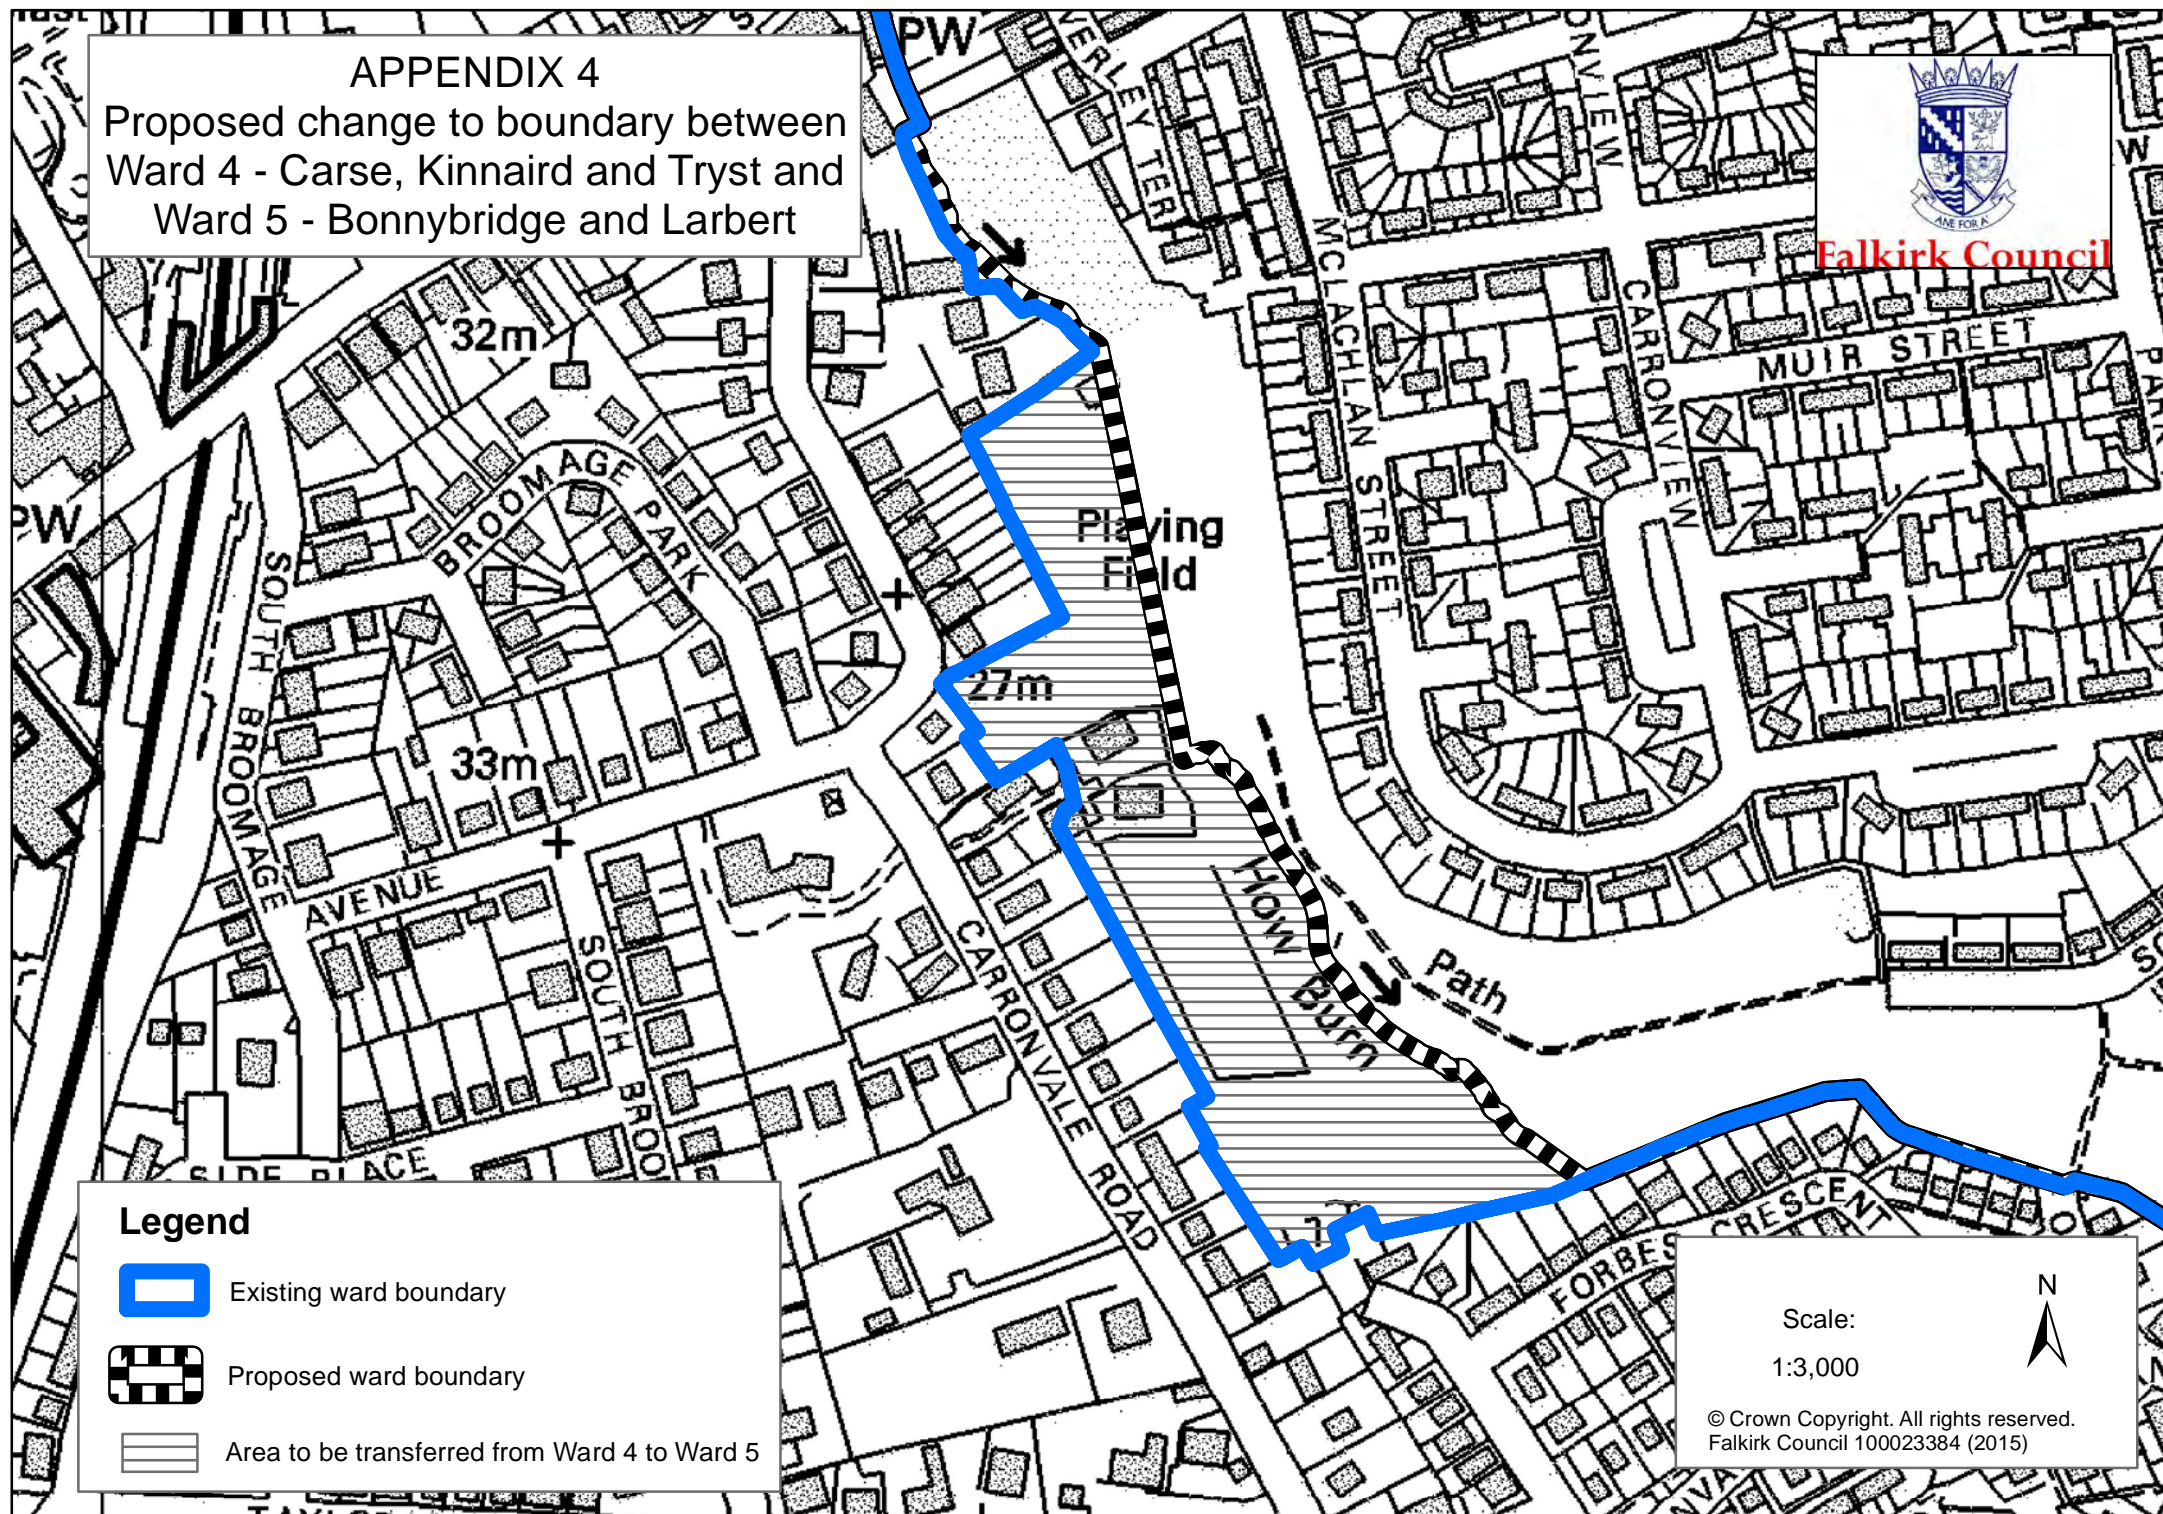 APPENDIX 4
Proposed change to boundary between
Ward 4 - Carse, Kinnaird and Tryst and
Ward 5 - Bonnybridge and Larbert
PW
Falkirk Council
ANE FOR A'
MCLACHLAN STREET
CARRONVIEW
MUIR STREET
32m
BROOMAGE PARK
PW
SOUTH BROOMAGE
AVENUE
33m
27m
Playing
Field
SOUTH
CARRONVALE ROAD
How Burn
Path
SIDE PLACE
FORBES CRESCENT
Legend
Existing ward boundary
Proposed ward boundary
Area to be transferred from Ward 4 to Ward 5
N
Scale:
1:3,000
© Crown Copyright. All rights reserved.
Falkirk Council 100023384 (2015)